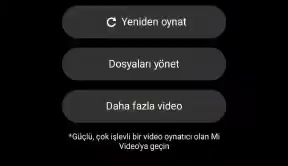 Yeniden oynat
Dosyaları yönet
Daha fazla video
*Güçlü, çok işlevli bir video oynatıcı olan Mi
Video'ya geçin